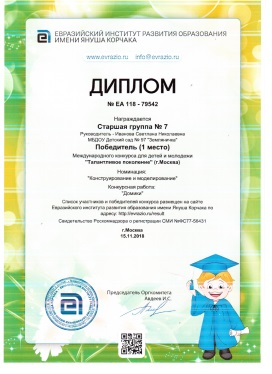 ЕВРАЗИЙСКИЙ ИНСТИТУТ РАЗВИТИЯ ОБРАЗОВАНИЯ
ИМЕНИ ЯНУША КОРЧАКА
www.evrazio.ru info@evrazio.ru
ДИПЛОМ
№ EA 118 - 79542
Награждается
Старшая группа № 7
Руководитель - Иванова Светлана Николаевна
МБДОУ Детский сад № 97 "Земляничка"
Победитель (1 место)
Международного конкурса для детей и молодежи
"Талантливое поколение" (г.Москва)
Номинация:
"Конструирование и моделирование"
Конкурсная работа:
"Домики"
Список участников и победителей конкурса размещен на сайте
Евразийского института развития образования имени Януша Корчака по
адресу: http://evrazio.ru/result
Свидетельство Роскомнадзора о регистрации СМИ №ФС77-56431
г.Москва
15.11.2018
Председатель Оргкомитета
Авдеев И.С.